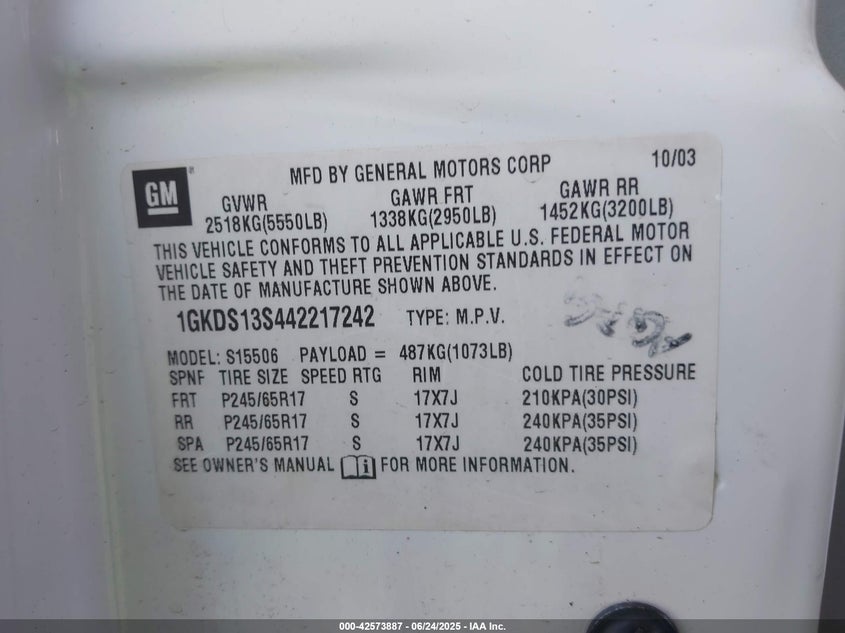 MFD BY GENERAL MOTORS CORP 10/03
GM
GVWR GAWR FRT GAWR RR
2518KG(5550LB) 1338KG(2950LB) 1452KG(3200LB)
THIS VEHICLE CONFORMS TO ALL APPLICABLE U.S. FEDERAL MOTOR
VEHICLE SAFETY AND THEFT PREVENTION STANDARDS IN EFFECT ON
THE DATE OF MANUFACTURE SHOWN ABOVE.
1GKDS13S442217242 TYPE: M.P.V.
MODEL: S15506 PAYLOAD = 487KG(1073LB)
SPNF TIRE SIZE SPEED RTG RIM COLD TIRE PRESSURE
FRT P245/65R17 S 17X7J 210KPA(30PSI)
RR P245/65R17 S 17X7J 240KPA(35PSI)
SPA P245/65R17 S 17X7J 240KPA(35PSI)
SEE OWNER'S MANUAL i FOR MORE INFORMATION.
000-42573887 - 06/24/2025 - IAA Inc.